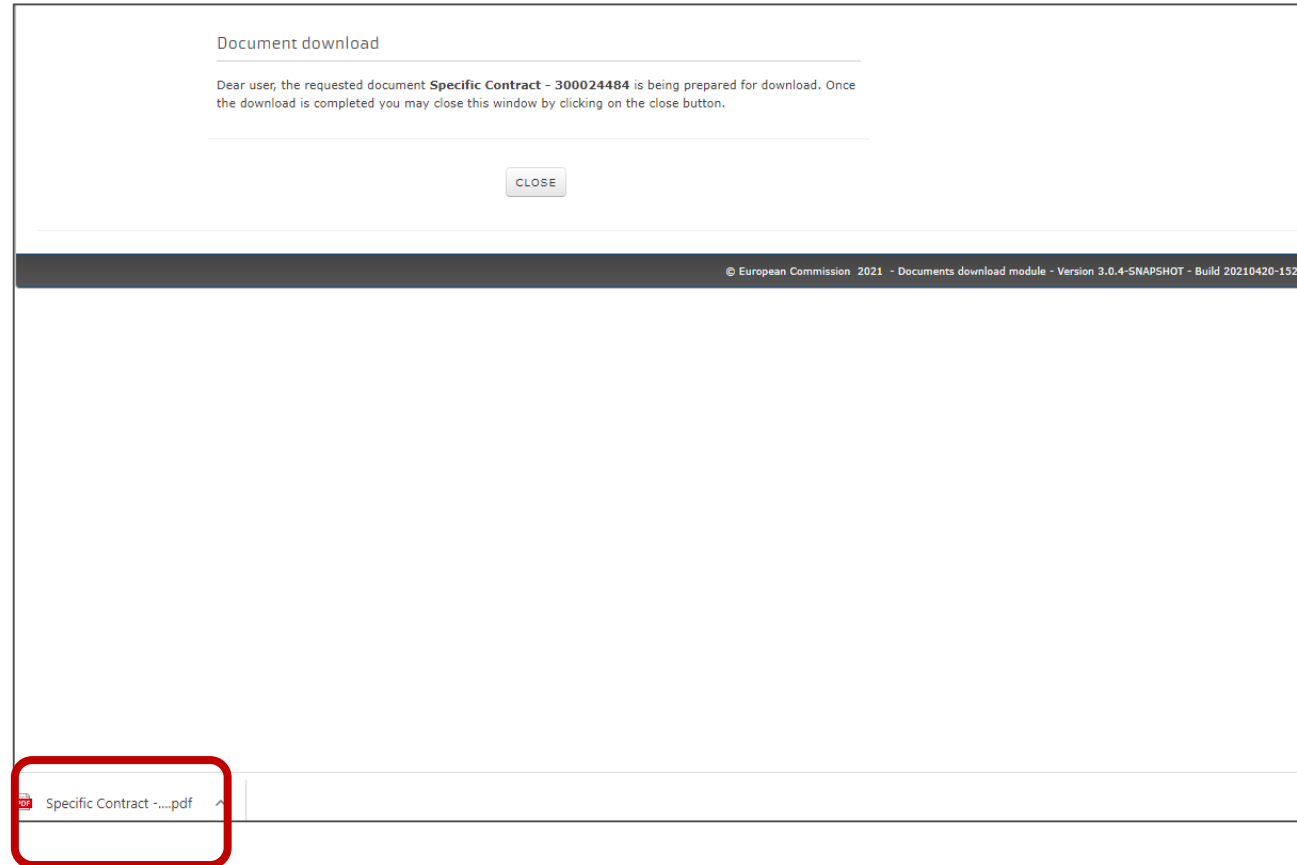 Document download
Dear user, the requested document Specific Contract - 300024484 is being prepared for download. Once
the download is completed you may close this window by clicking on the close button.
CLOSE
© European Commission 2021 - Documents download module - Version 3.0.4-SNAPSHOT - Build 20210420-152
PDF Specific Contract -....pdf